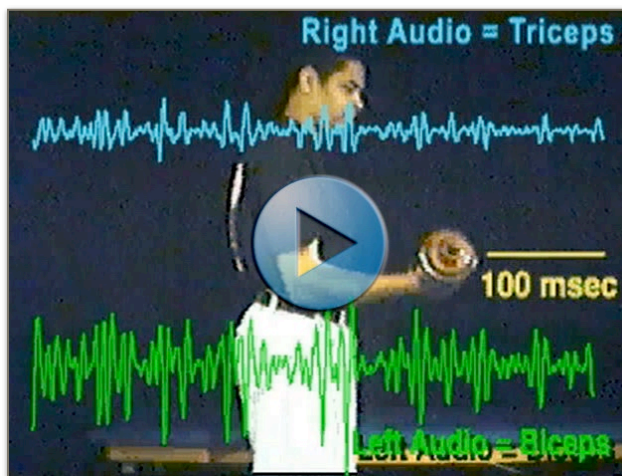 Right Audio = Triceps
100 msec
Left Audio = Biceps